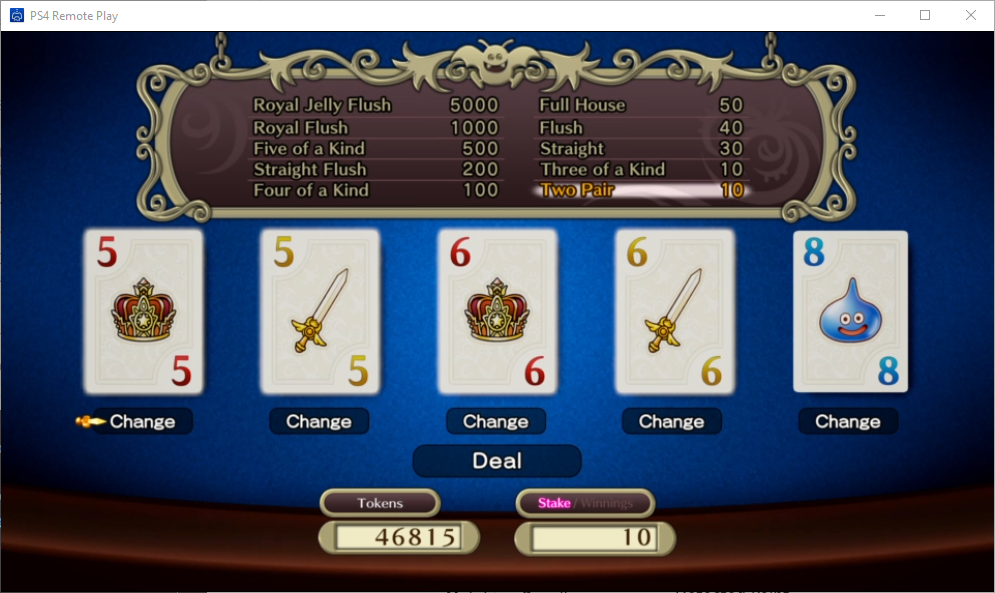 PS4 Remote Play
Royal Jelly Flush 5000 Full House 50
Royal Flush 1000 Flush 40
Five of a Kind 500 Straight 30
Straight Flush 200 Three of a Kind 10
Four of a Kind 100 Two Pair 10
5 5 6 6 8
5 5 6 6 8
Change Change Change Change Change
Deal
Tokens Stake/Winnings
46815 10